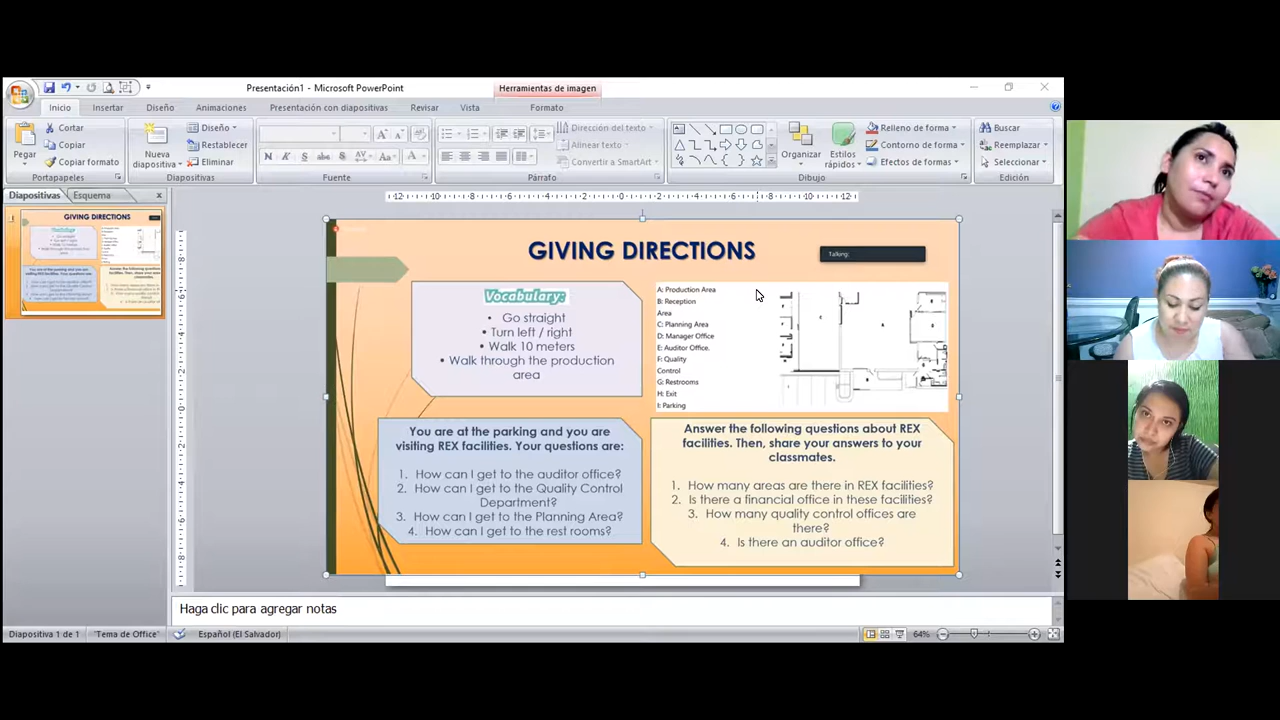 Presentación1 - Microsoft PowerPoint
Herramientas de imagen
Inicio Insertar Diseño Animaciones Presentación con diapositivas Revisar Vista Formato
Pegar
Cortar
Copiar
Copiar formato
Portapapeles
Nueva diapositiva
Diseño
Restablecer
Eliminar
Diapositivas
Fuente
Dirección del texto
Alinear texto
Convertir a SmartArt
Párrafo
Organizar
Estilos rápidos
Relleno de forma
Contorno de forma
Efectos de formas
Dibujo
Buscar
Reemplazar
Seleccionar
Edición
Diapositivas Esquema
1
GIVING DIRECTIONS
Talking:
Vocabulary:
• Go straight
• Turn left / right
• Walk 10 meters
• Walk through the production
area
A: Production Area
B: Reception
Area
C: Planning Area
D: Manager Office
E: Auditor Office.
F: Quality
Control
G: Restrooms
H: Exit
I: Parking
You are at the parking and you are
visiting REX facilities. Your questions are:
1. How can I get to the auditor office?
2. How can I get to the Quality Control
Department?
3. How can I get to the Planning Area?
4. How can I get to the rest rooms?
Answer the following questions about REX
facilities. Then, share your answers to your
classmates.
1. How many areas are there in REX facilities?
2. Is there a financial office in these facilities?
3. How many quality control offices are
there?
4. Is there an auditor office?
Haga clic para agregar notas
Diapositiva 1 de 1 "Tema de Office" Español (El Salvador) 64%